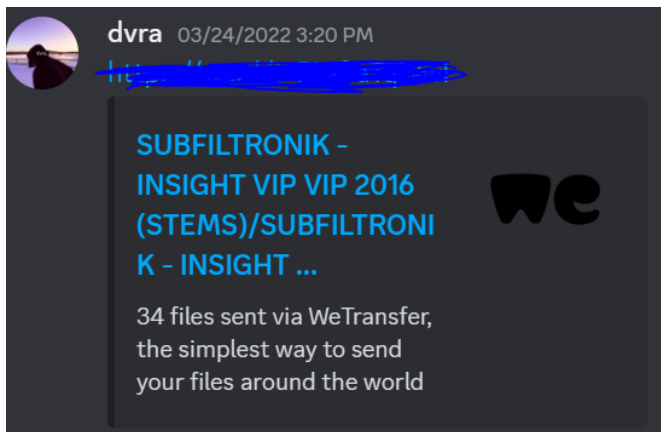 dvra 03/24/2022 3:20 PM
SUBFILTRONIK -
INSIGHT VIP VIP 2016
(STEMS)/SUBFILTRONI
K - INSIGHT ...
we
34 files sent via WeTransfer,
the simplest way to send
your files around the world